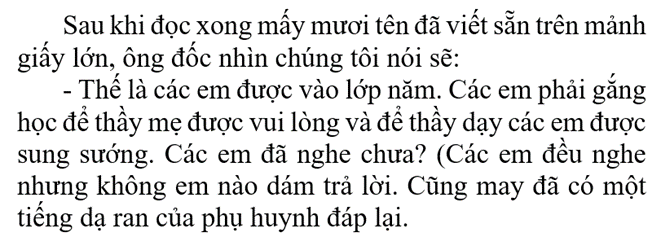 Sau khi đọc xong mấy mươi tên đã viết sẵn trên mảnh
giấy lớn, ông đốc nhìn chúng tôi nói sẽ:
- Thế là các em được vào lớp năm. Các em phải gắng
học để thầy mẹ được vui lòng và để thầy dạy các em được
sung sướng. Các em đã nghe chưa? (Các em đều nghe
nhưng không em nào dám trả lời. Cũng may đã có một
tiếng dạ ran của phụ huynh đáp lại.